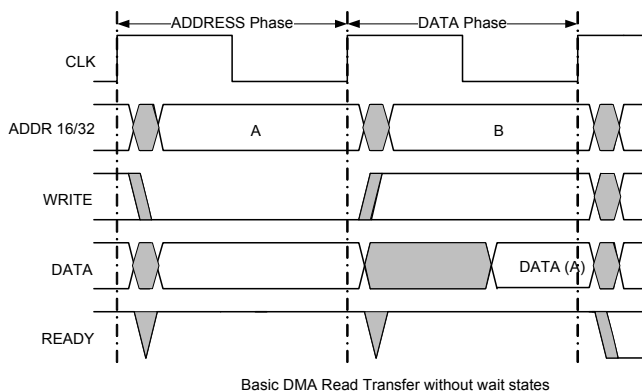 ADDRESS Phase DATA Phase
CLK
ADDR 16/32 A B
WRITE
DATA DATA (A)
READY
Basic DMA Read Transfer without wait states